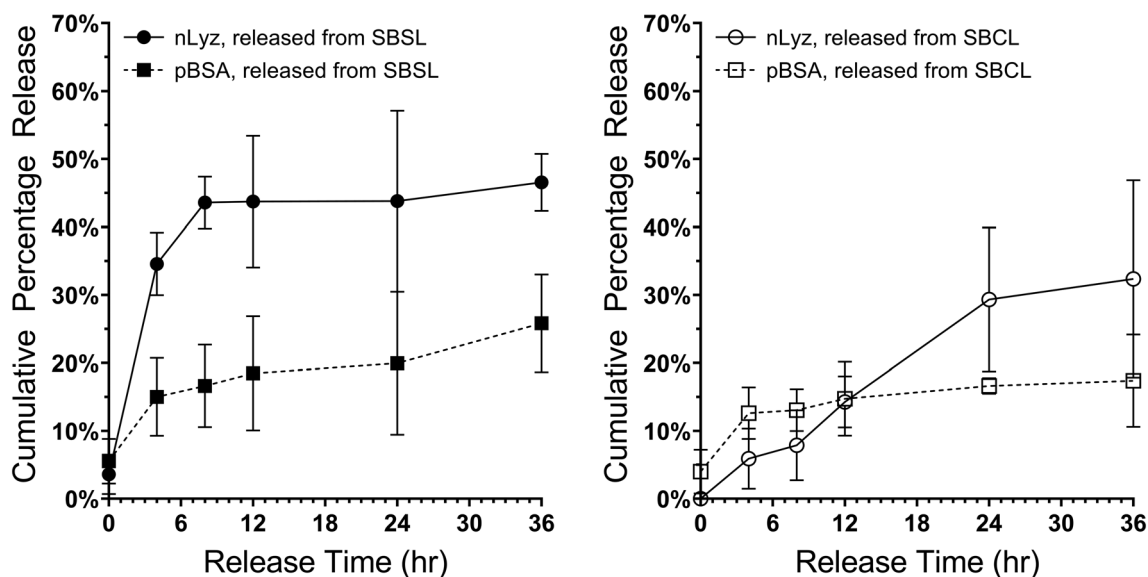 70%
60%
50%
40%
30%
20%
10%
0%
Cumulative Percentage Release
nLyz, released from SBSL
pBSA, released from SBSL
0 6 12 18 24 30 36
Release Time (hr)
70%
60%
50%
40%
30%
20%
10%
0%
Cumulative Percentage Release
nLyz, released from SBCL
pBSA, released from SBCL
0 6 12 18 24 30 36
Release Time (hr)